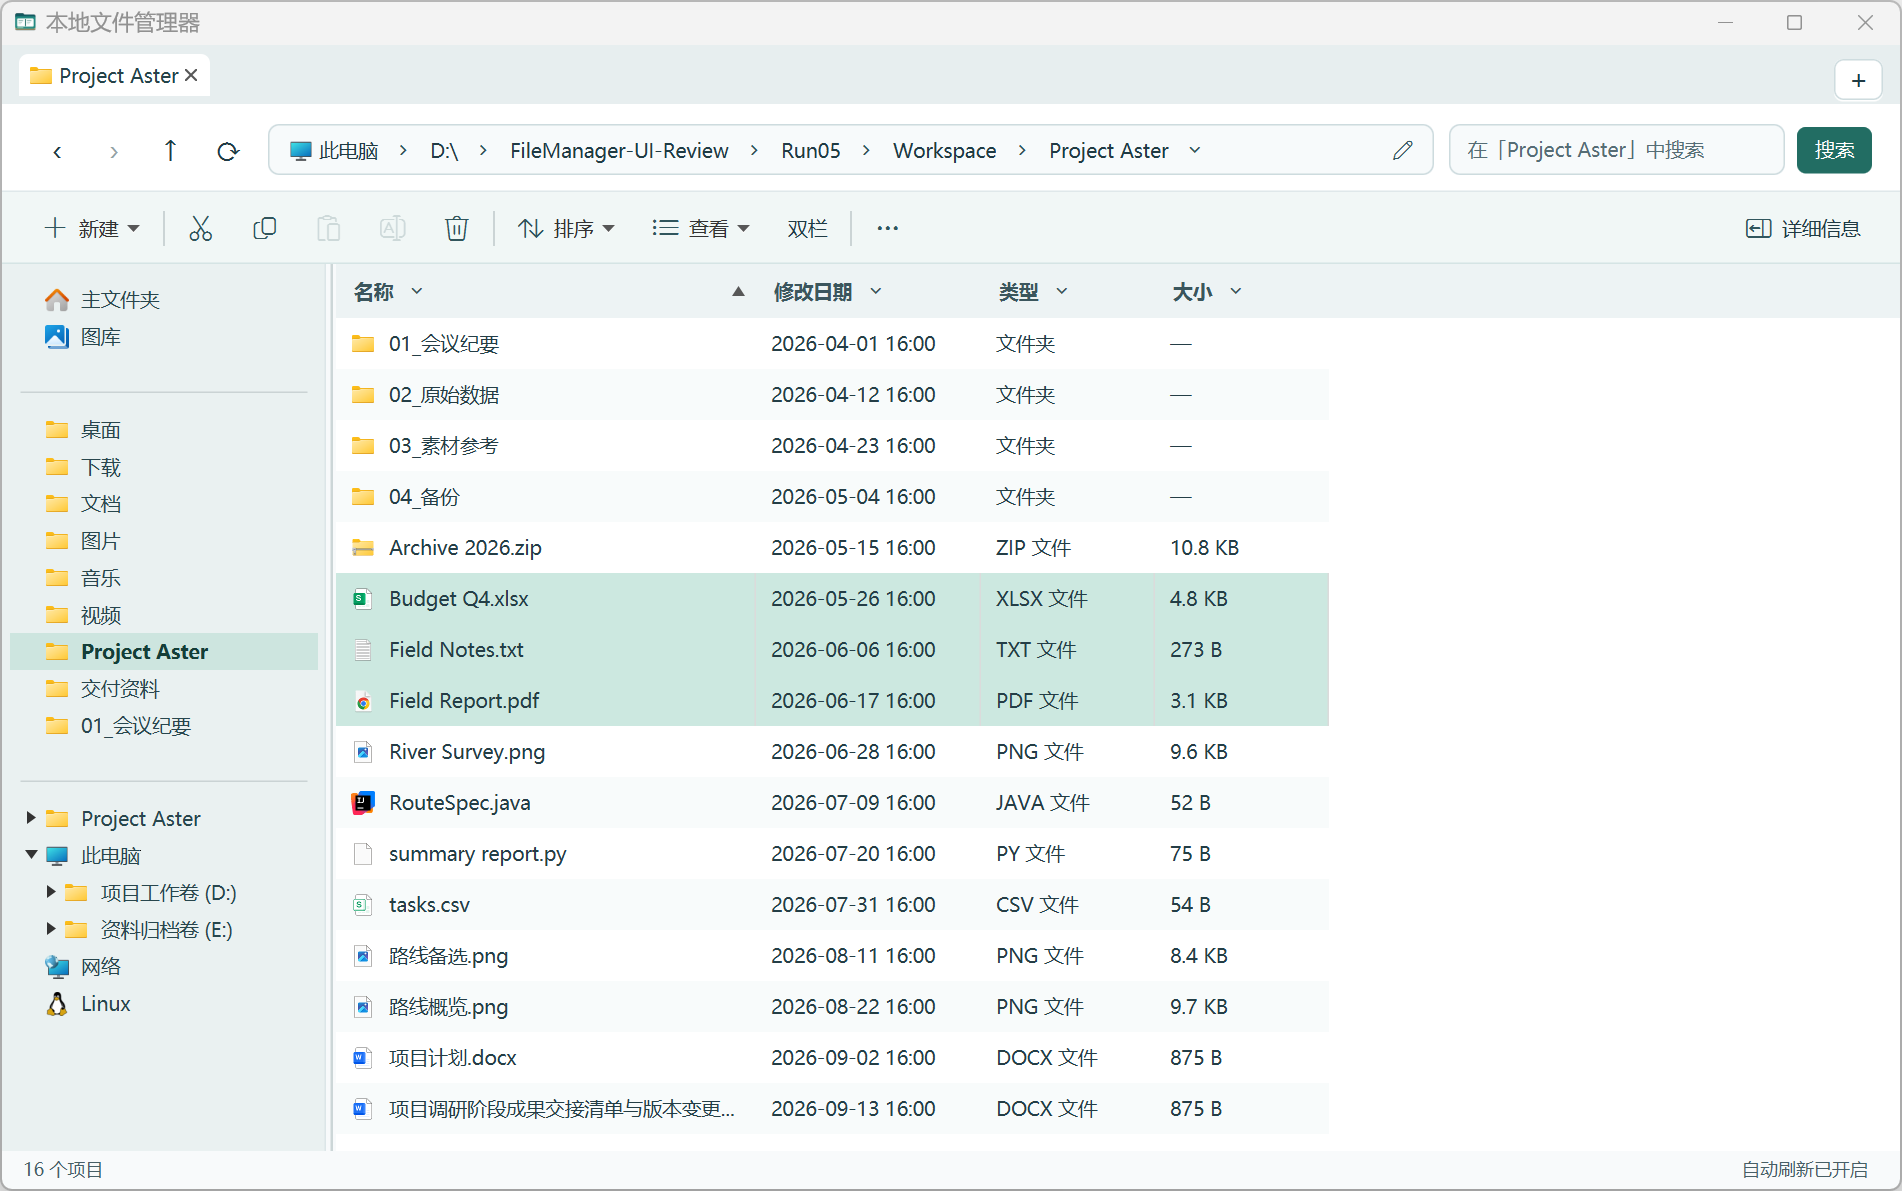 本地文件管理器
Project Aster
此电脑 › D:\ › FileManager-UI-Review › Run05 › Workspace › Project Aster
在「Project Aster」中搜索
搜索
新建
排序
查看
双栏
详细信息
主文件夹
图库
桌面
下载
文档
图片
音乐
视频
Project Aster
交付资料
01_会议纪要
Project Aster
此电脑
项目工作卷 (D:)
资料归档卷 (E:)
网络
Linux
名称 修改日期 类型 大小
01_会议纪要 2026-04-01 16:00 文件夹 —
02_原始数据 2026-04-12 16:00 文件夹 —
03_素材参考 2026-04-23 16:00 文件夹 —
04_备份 2026-05-04 16:00 文件夹 —
Archive 2026.zip 2026-05-15 16:00 ZIP 文件 10.8 KB
Budget Q4.xlsx 2026-05-26 16:00 XLSX 文件 4.8 KB
Field Notes.txt 2026-06-06 16:00 TXT 文件 273 B
Field Report.pdf 2026-06-17 16:00 PDF 文件 3.1 KB
River Survey.png 2026-06-28 16:00 PNG 文件 9.6 KB
RouteSpec.java 2026-07-09 16:00 JAVA 文件 52 B
summary report.py 2026-07-20 16:00 PY 文件 75 B
tasks.csv 2026-07-31 16:00 CSV 文件 54 B
路线备选.png 2026-08-11 16:00 PNG 文件 8.4 KB
路线概览.png 2026-08-22 16:00 PNG 文件 9.7 KB
项目计划.docx 2026-09-02 16:00 DOCX 文件 875 B
项目调研阶段成果交接清单与版本变更... 2026-09-13 16:00 DOCX 文件 875 B
16 个项目
自动刷新已开启